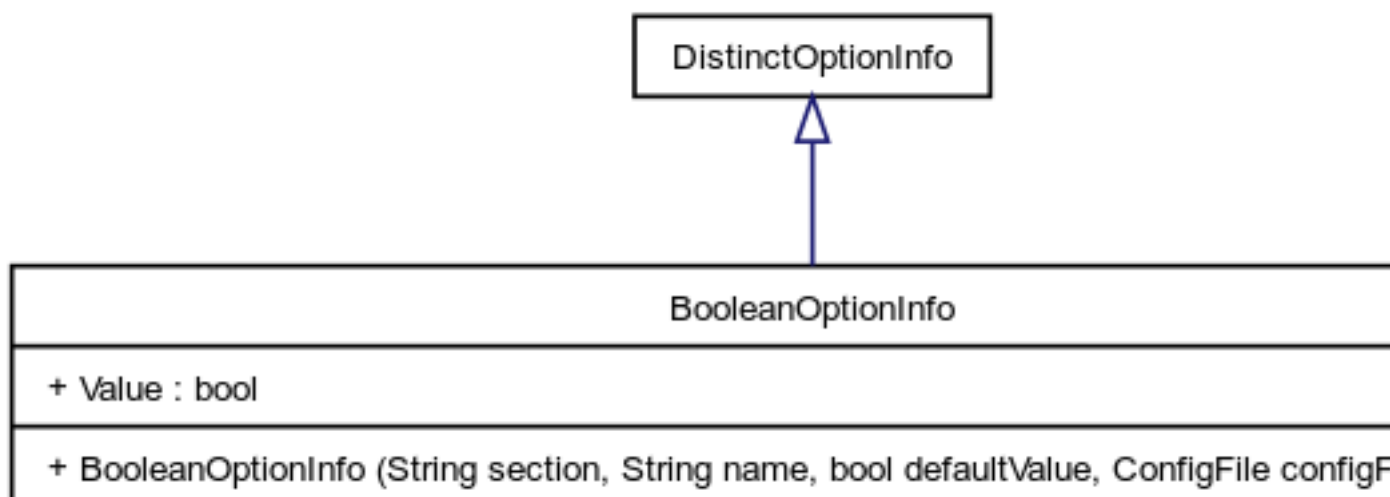 DistinctOptionInfo
BooleanOptionInfo
+ Value : bool
+ BooleanOptionInfo (String section, String name, bool defaultValue, ConfigFile